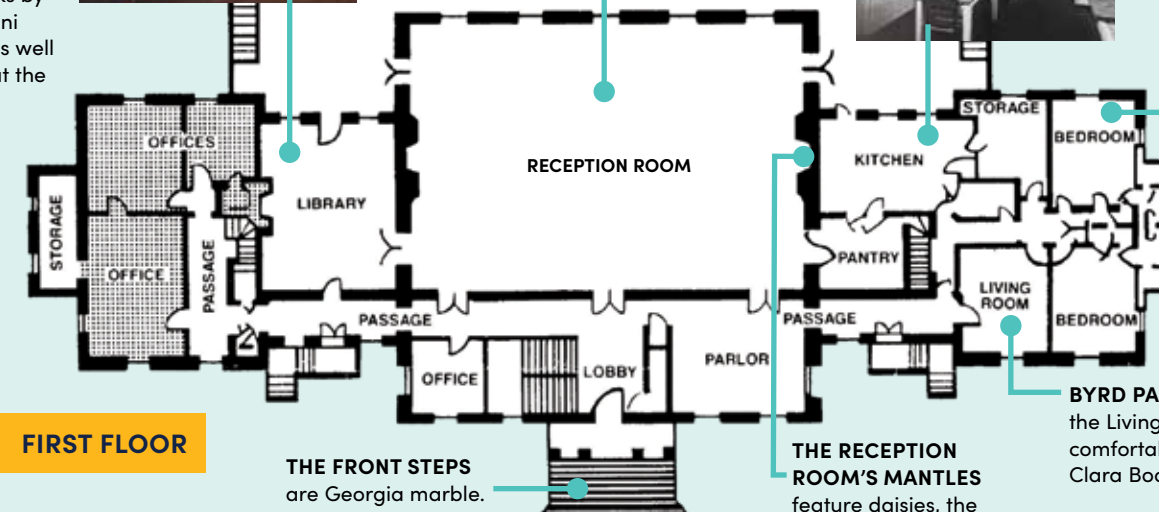 ni
s well
at the
OFFICES
STORAGE
OFFICE
PASSAGE
LIBRARY
RECEPTION ROOM
KITCHEN
STORAGE
BEDROOM
PANTRY
LIVING
ROOM
BEDROOM
PASSAGE
PASSAGE
OFFICE
LOBBY
PARLOR
FIRST FLOOR
THE FRONT STEPS
are Georgia marble.
THE RECEPTION
ROOM'S MANTLES
feature daisies, the
BYRD PA
the Living
comfortal
Clara Boo